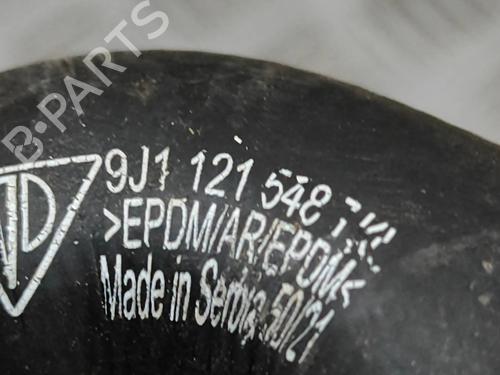 B-PARTS
9J1 121 548
>EPDM/AR/EPDM<
Made in Serbia 50/21